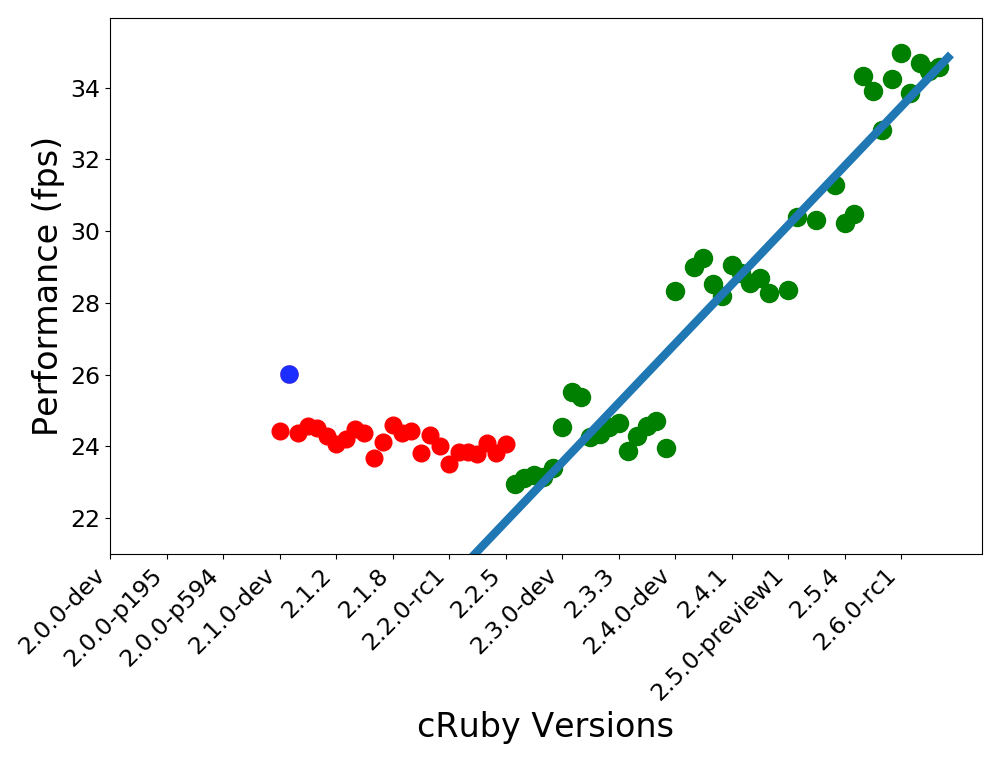 Performance (fps)
34
32
30
28
26
24
22
2.0.0-dev
2.0.0-p195
2.0.0-p594
2.1.0-dev
2.1.2
2.1.8
2.2.0-rc1
2.2.5
2.3.0-dev
2.3.3
2.4.0-dev
2.4.1
2.5.0-preview1
2.5.4
2.6.0-rc1
cRuby Versions